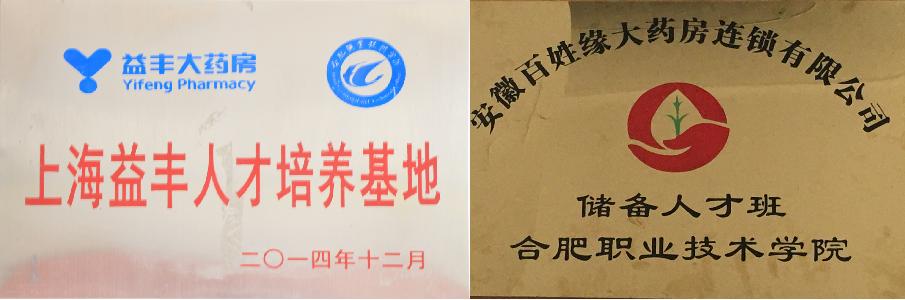 益丰大药房
Yifeng Pharmacy
上海益丰人才培养基地
二〇一四年十二月
安徽百姓缘大药房连锁有限公司
储备人才班
合肥职业技术学院